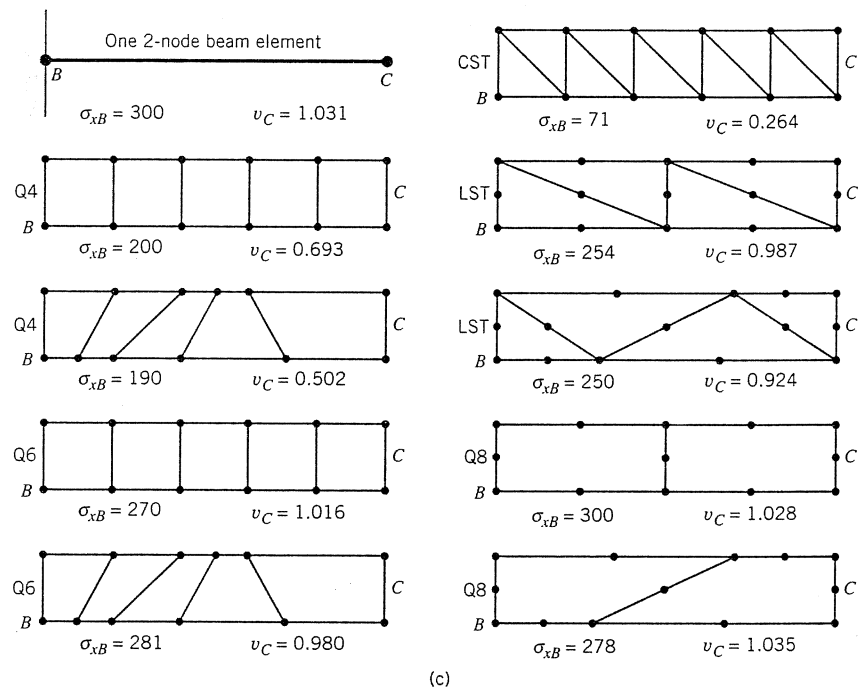 One 2-node beam element
B
C
σxB = 300 vC = 1.031
Q4
B
C
σxB = 200 vC = 0.693
Q4
B
C
σxB = 190 vC = 0.502
Q6
B
C
σxB = 270 vC = 1.016
Q6
B
C
σxB = 281 vC = 0.980
CST
B
C
σxB = 71 vC = 0.264
LST
B
C
σxB = 254 vC = 0.987
LST
B
C
σxB = 250 vC = 0.924
Q8
B
C
σxB = 300 vC = 1.028
Q8
B
C
σxB = 278 vC = 1.035
(c)